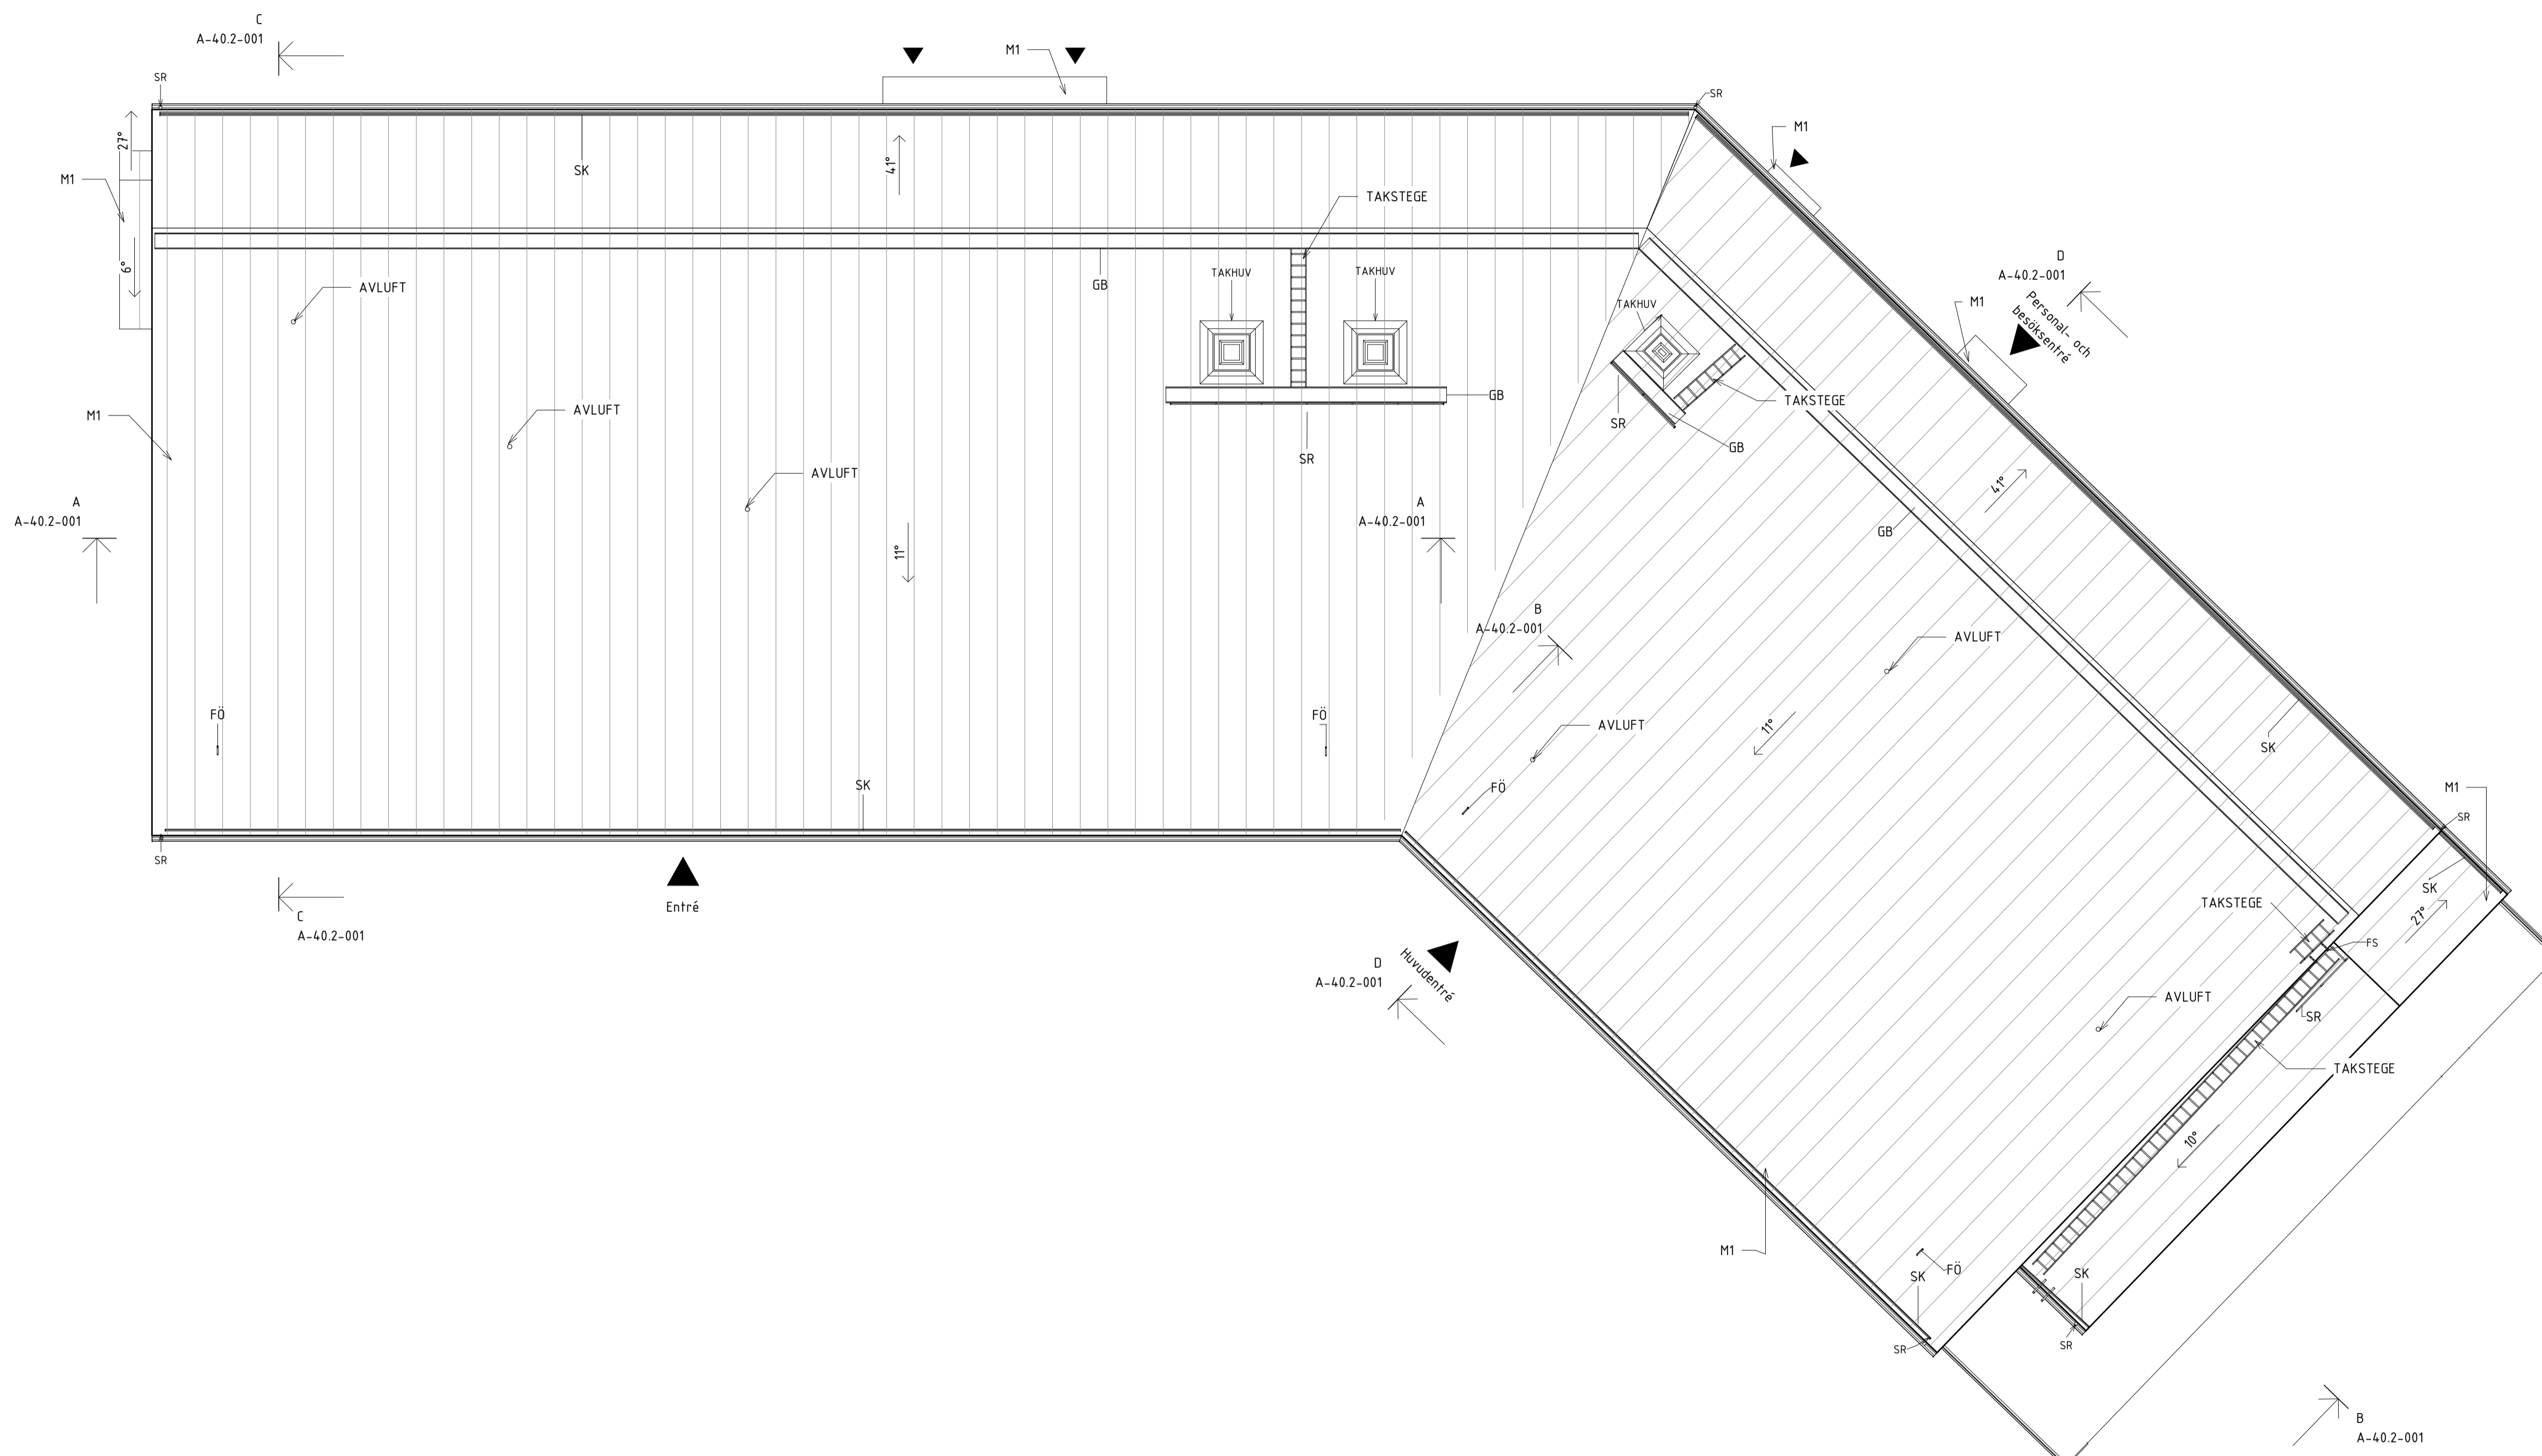 C
A-40.2-001
M1
SR
SR
27°
M1
M1
SK
41°
TAKSTEGE
6°
D
A-40.2-001
Personal- och
besöksentré
M1
AVLUFT
GB
TAKHUV
TAKHUV
TAKHUV
GB
TAKSTEGE
AVLUFT
M1
SR
SR
GB
AVLUFT
A
A-40.2-001
A
A-40.2-001
41°
GB
11°
B
A-40.2-001
AVLUFT
FÖ
FÖ
AVLUFT
11°
SK
SK
FÖ
M1
SR
SR
Entré
SK
TAKSTEGE
27°
C
A-40.2-001
FS
D
A-40.2-001
Huvudentré
AVLUFT
SR
TAKSTEGE
10°
M1
FÖ
SK
SK
SR
SR
B
A-40.2-001